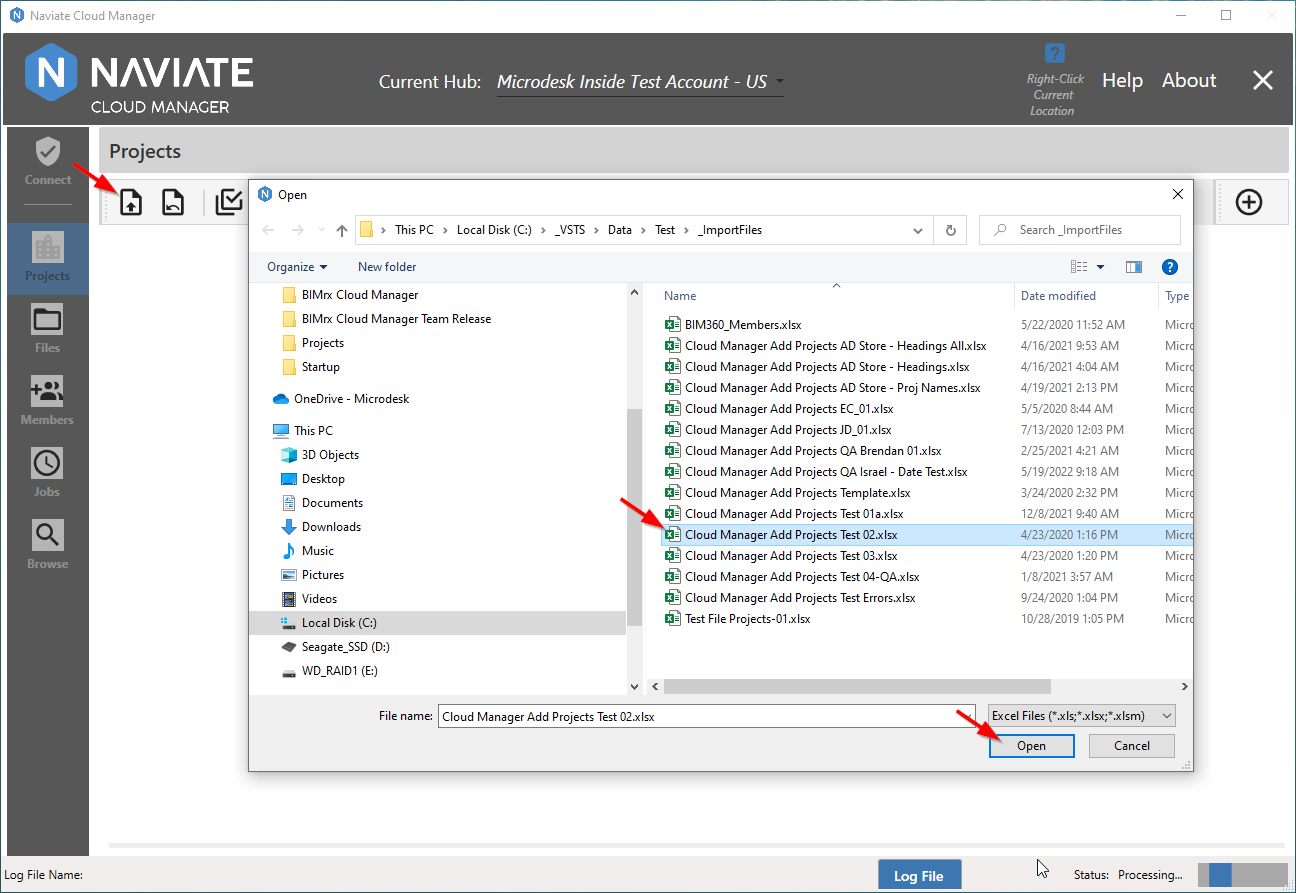 Naviate Cloud Manager
NAVIATE
CLOUD MANAGER
Current Hub: Microdesk Inside Test Account - US
?
Right-Click
Current
Location
Help About
Connect
Projects
Files
Members
Jobs
Browse
Projects
Open
This PC > Local Disk (C:) > _VSTS > Data > Test > _ImportFiles
Search _ImportFiles
Organize New folder
BIMrx Cloud Manager
BIMrx Cloud Manager Team Release
Projects
Startup
OneDrive - Microdesk
This PC
3D Objects
Desktop
Documents
Downloads
Music
Pictures
Videos
Local Disk (C:)
Seagate_SSD (D:)
WD_RAID1 (E:)
Name Date modified Type
BIM360_Members.xlsx 5/22/2020 11:52 AM Micro
Cloud Manager Add Projects AD Store - Headings All.xlsx 4/16/2021 9:53 AM Micro
Cloud Manager Add Projects AD Store - Headings.xlsx 4/16/2021 4:04 AM Micro
Cloud Manager Add Projects AD Store - Proj Names.xlsx 4/19/2021 2:13 PM Micro
Cloud Manager Add Projects EC_01.xlsx 5/5/2020 8:44 AM Micro
Cloud Manager Add Projects JD_01.xlsx 7/13/2020 12:03 PM Micro
Cloud Manager Add Projects QA Brendan 01.xlsx 2/25/2021 4:21 AM Micro
Cloud Manager Add Projects QA Israel - Date Test.xlsx 5/19/2022 9:18 AM Micro
Cloud Manager Add Projects Template.xlsx 3/24/2020 2:32 PM Micro
Cloud Manager Add Projects Test 01a.xlsx 12/8/2021 9:40 AM Micro
Cloud Manager Add Projects Test 02.xlsx 4/23/2020 1:16 PM Micro
Cloud Manager Add Projects Test 03.xlsx 4/23/2020 1:20 PM Micro
Cloud Manager Add Projects Test 04-QA.xlsx 1/8/2021 3:57 AM Micro
Cloud Manager Add Projects Test Errors.xlsx 9/24/2020 1:04 PM Micro
Test File Projects-01.xlsx 10/28/2019 1:05 PM Micro
File name: Cloud Manager Add Projects Test 02.xlsx Excel Files (*.xls;*.xlsx;*.xlsm)
Open Cancel
Log File Name: Log File Status: Processing...